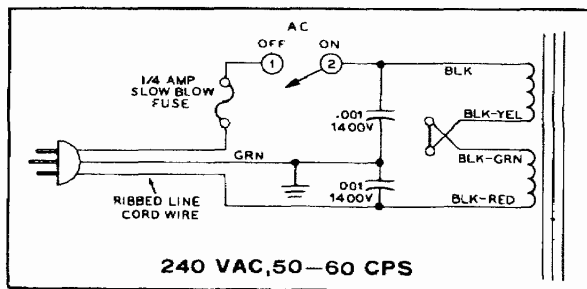 AC
OFF
ON
1
2
1/4 AMP
SLOW BLOW
FUSE
BLK
.001
1400V
BLK-YEL
GRN
BLK-GRN
.001
1400V
RIBBED LINE
CORD WIRE
BLK-RED
240 VAC,50-60 CPS